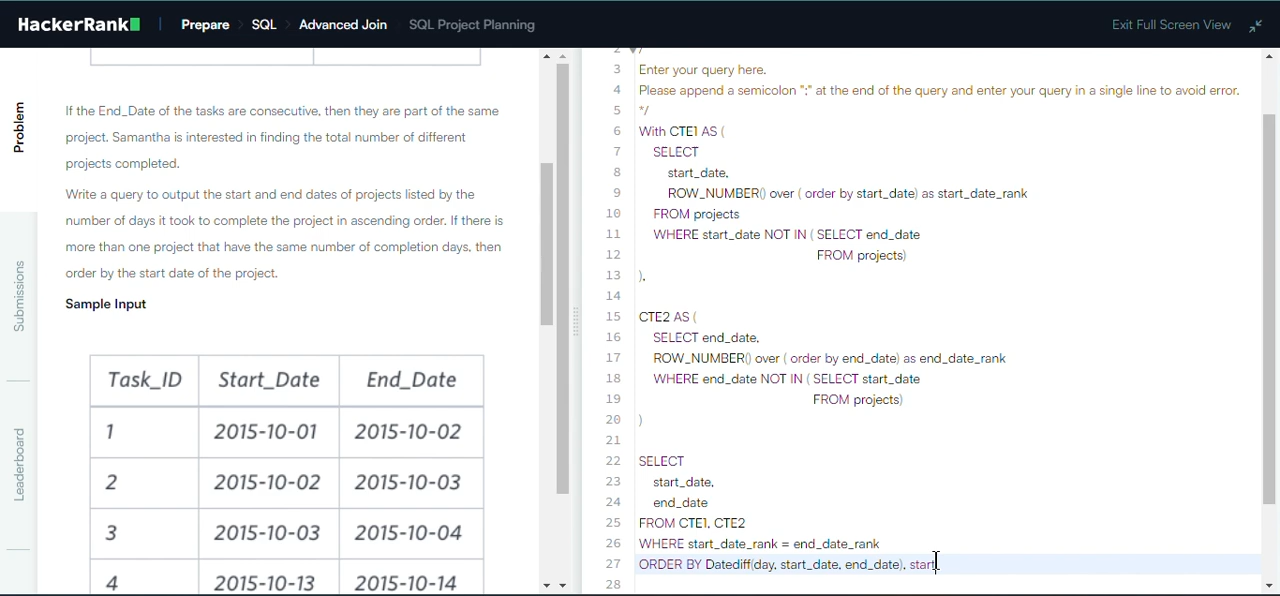 HackerRank | Prepare > SQL > Advanced Join > SQL Project Planning Exit Full Screen View
Problem
Submissions
Leaderboard
If the End_Date of the tasks are consecutive, then they are part of the same
project. Samantha is interested in finding the total number of different
projects completed.
Write a query to output the start and end dates of projects listed by the
number of days it took to complete the project in ascending order. If there is
more than one project that have the same number of completion days, then
order by the start date of the project.
Sample Input
Task_ID Start_Date End_Date
1 2015-10-01 2015-10-02
2 2015-10-02 2015-10-03
3 2015-10-03 2015-10-04
4 2015-10-13 2015-10-14
2 /
3 Enter your query here.
4 Please append a semicolon ";" at the end of the query and enter your query in a single line to avoid error.
5 */
6 With CTE1 AS (
7 SELECT
8 start_date,
9 ROW_NUMBER() over ( order by start_date) as start_date_rank
10 FROM projects
11 WHERE start_date NOT IN ( SELECT end_date
12 FROM projects)
13 ),
14
15 CTE2 AS (
16 SELECT end_date,
17 ROW_NUMBER() over ( order by end_date) as end_date_rank
18 WHERE end_date NOT IN ( SELECT start_date
19 FROM projects)
20 )
21
22 SELECT
23 start_date,
24 end_date
25 FROM CTE1, CTE2
26 WHERE start_date_rank = end_date_rank
27 ORDER BY Datediff(day, start_date, end_date), start
28